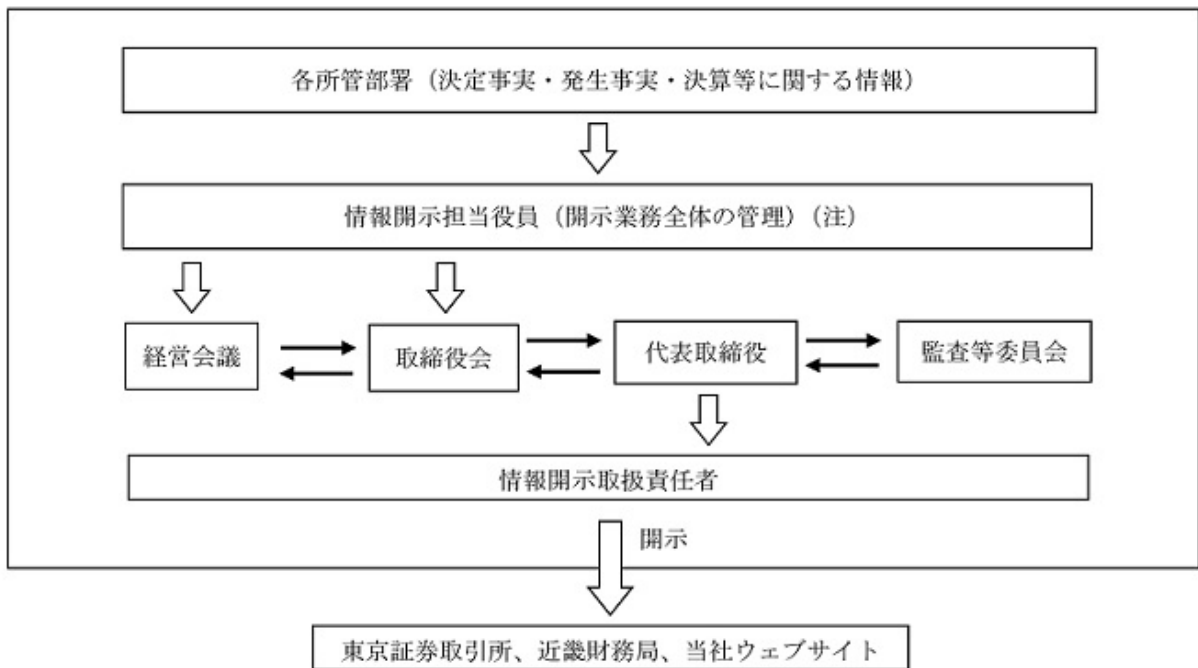 各所管部署（決定事実・発生事実・決算等に関する情報）
情報開示担当役員（開示業務全体の管理）（注）
経営会議
取締役会
代表取締役
監査等委員会
情報開示取扱責任者
開示
東京証券取引所、近畿財務局、当社ウェブサイト